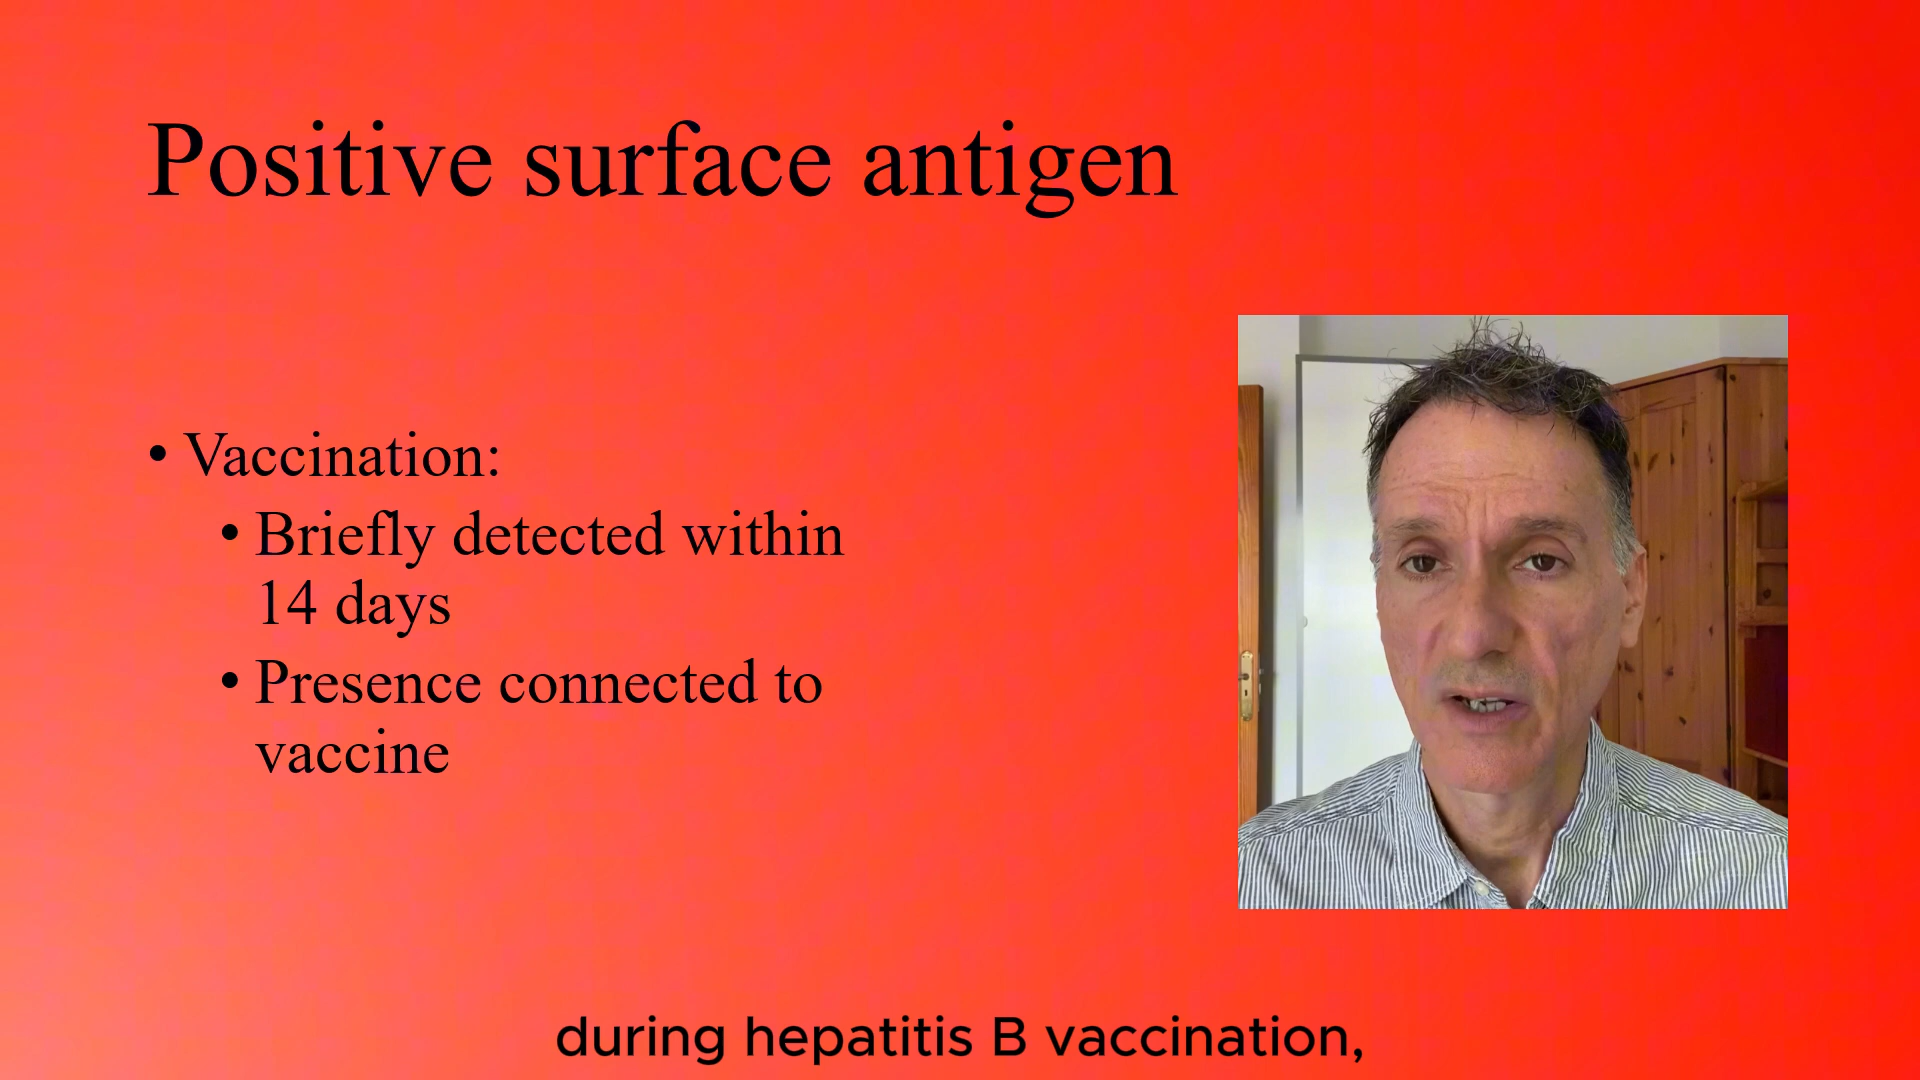 Positive surface antigen
• Vaccination:
• Briefly detected within
14 days
• Presence connected to
vaccine
during hepatitis B vaccination,